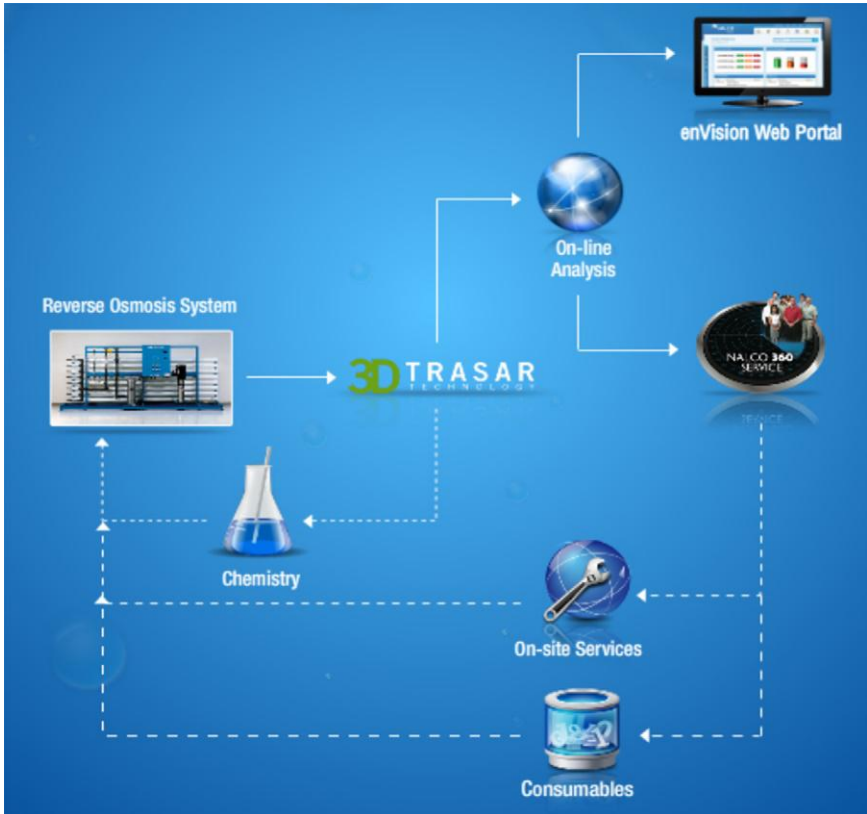 enVision Web Portal
On-line
Analysis
Reverse Osmosis System
NALCO 360
SERVICE
3D TRASAR
TECHNOLOGY
Chemistry
On-site Services
Consumables